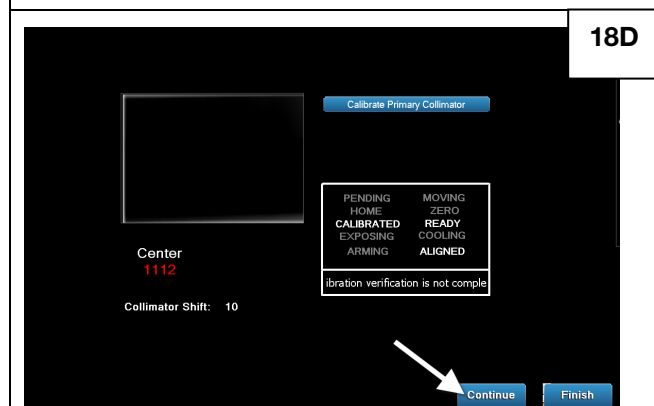 18D
Calibrate Primary Collimator
PENDING MOVING
HOME ZERO
CALIBRATED READY
EXPOSING COOLING
ARMING ALIGNED
ibration verification is not comple
Center
1112
Collimator Shift: 10
Continue Finish